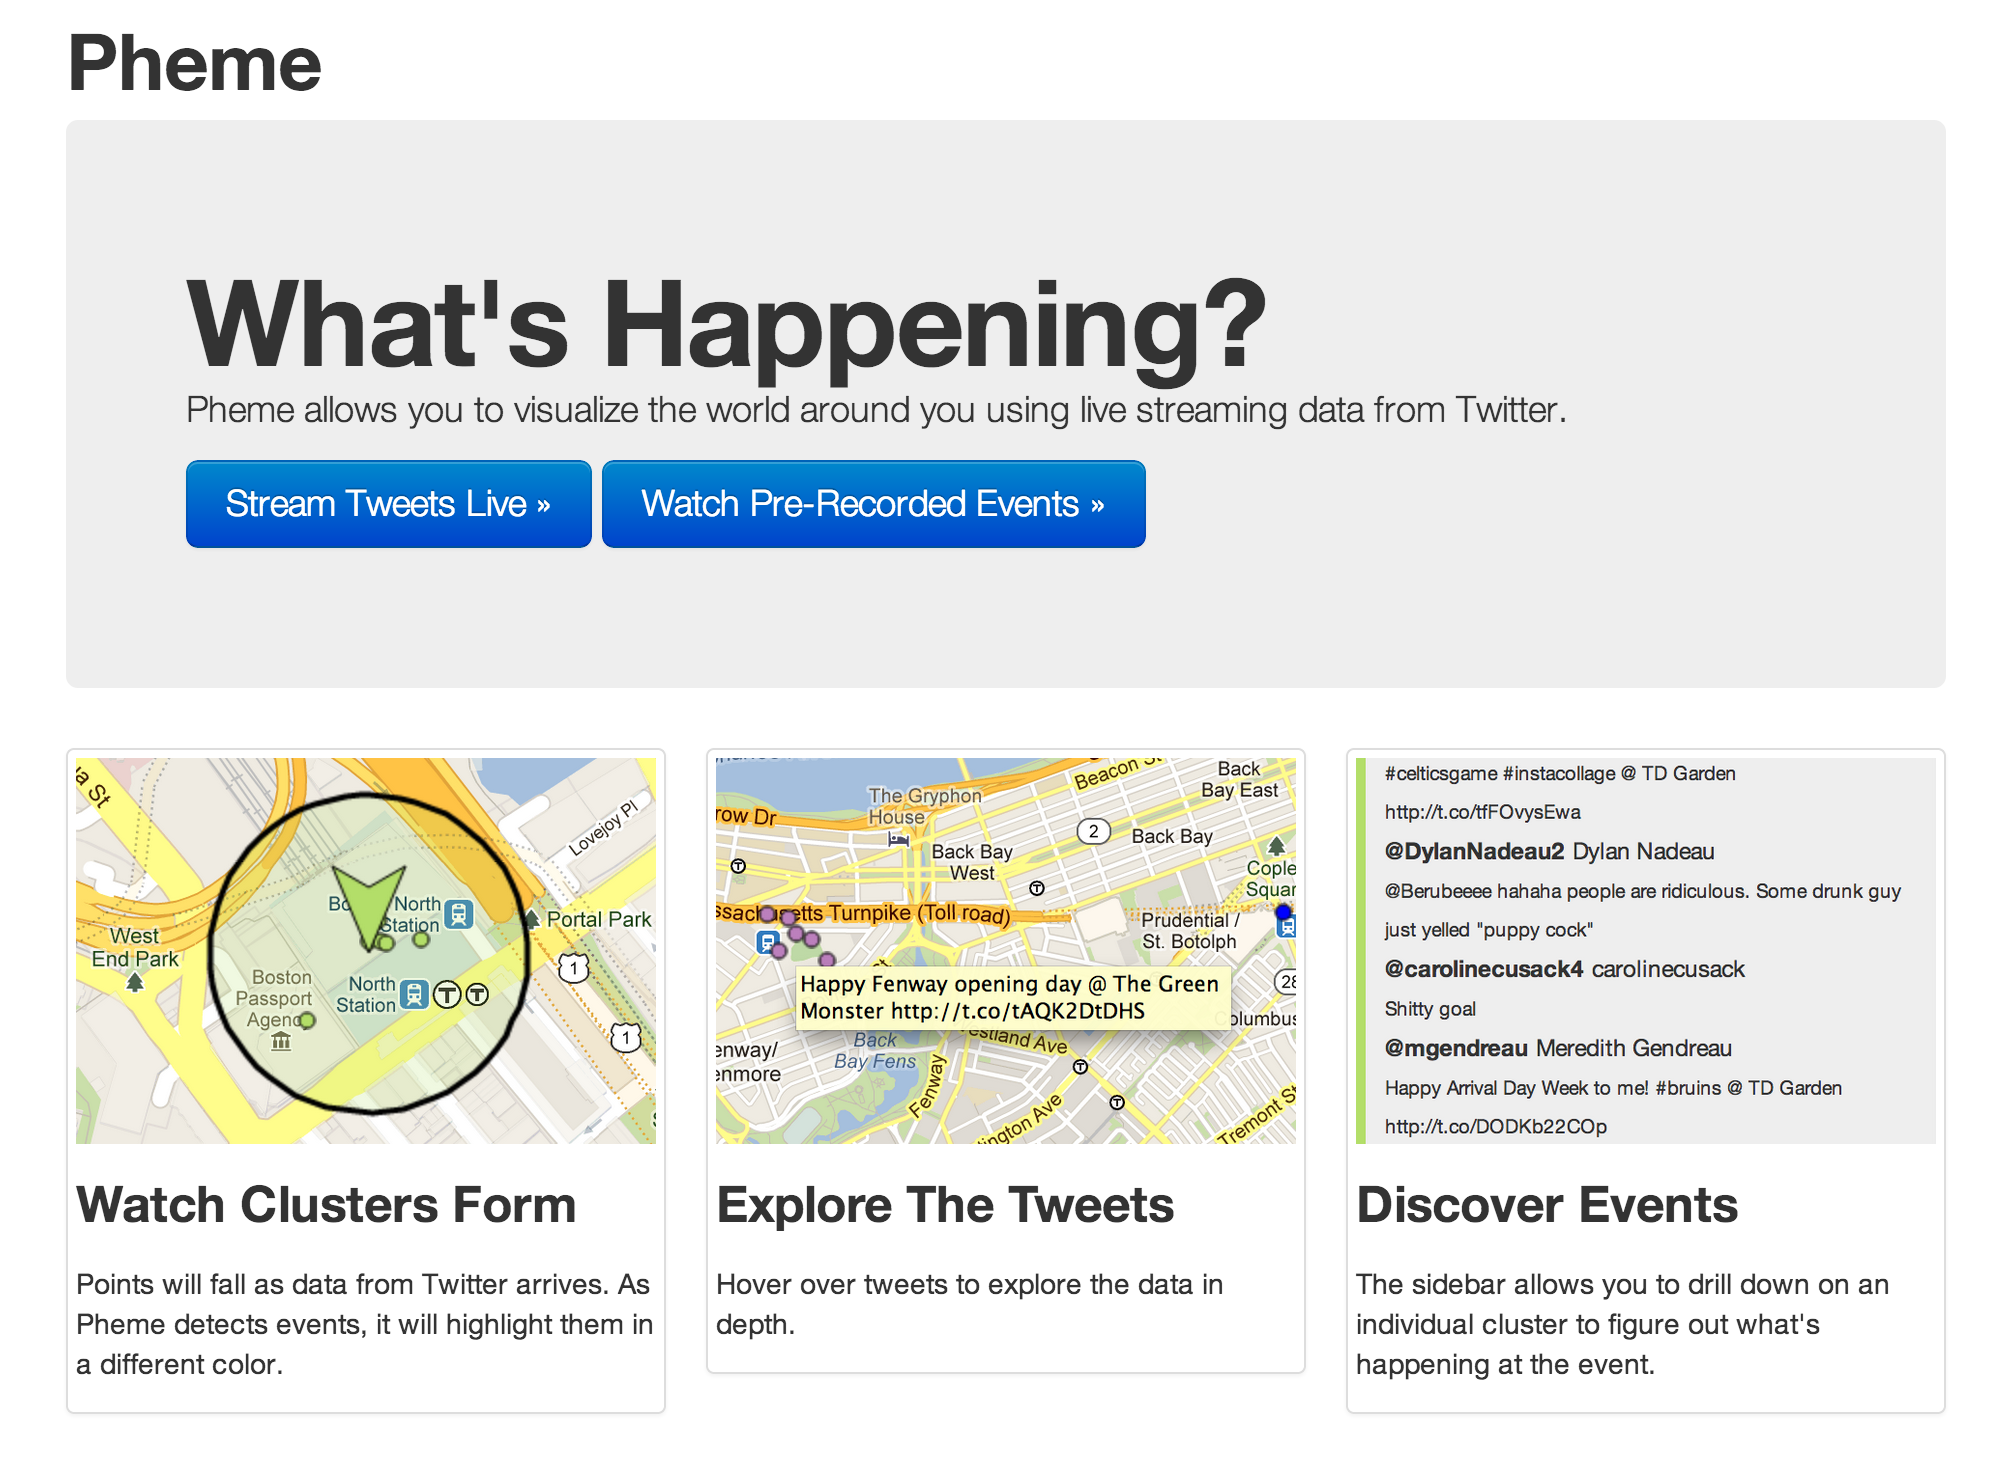 Pheme
What's Happening?
Pheme allows you to visualize the world around you using live streaming data from Twitter.
Stream Tweets Live »
Watch Pre-Recorded Events »
St
Lovejoy Pl
North
Station
Portal Park
West
End Park
Boston
Passport
North
Station
T
T
1
1
Watch Clusters Form
Points will fall as data from Twitter arrives. As
Pheme detects events, it will highlight them in
a different color.
Beacon St
Back
Bay East
The Gryphon
House
row Dr
2
Back Bay
Back Bay
West
T
T
Cople
Squar
Turnpike (Toll road)
Prudential /
St. Botolph
28
Happy Fenway opening day @ The Green
Monster http://t.co/tAQK2DtDHS
Columbus
estland Ave
Back
Bay Fens
enway/
enmore
T
Fenway
T
ington Ave
Tremont St
Explore The Tweets
Hover over tweets to explore the data in
depth.
#celticsgame #instacollage @ TD Garden
http://t.co/tfFOvysEwa
@DylanNadeau2 Dylan Nadeau
@Berubeeee hahaha people are ridiculous. Some drunk guy
just yelled "puppy cock"
@carolinecusack4 carolinecusack
Shitty goal
@mgendreau Meredith Gendreau
Happy Arrival Day Week to me! #bruins @ TD Garden
http://t.co/DODKb22COp
Discover Events
The sidebar allows you to drill down on an
individual cluster to figure out what's
happening at the event.